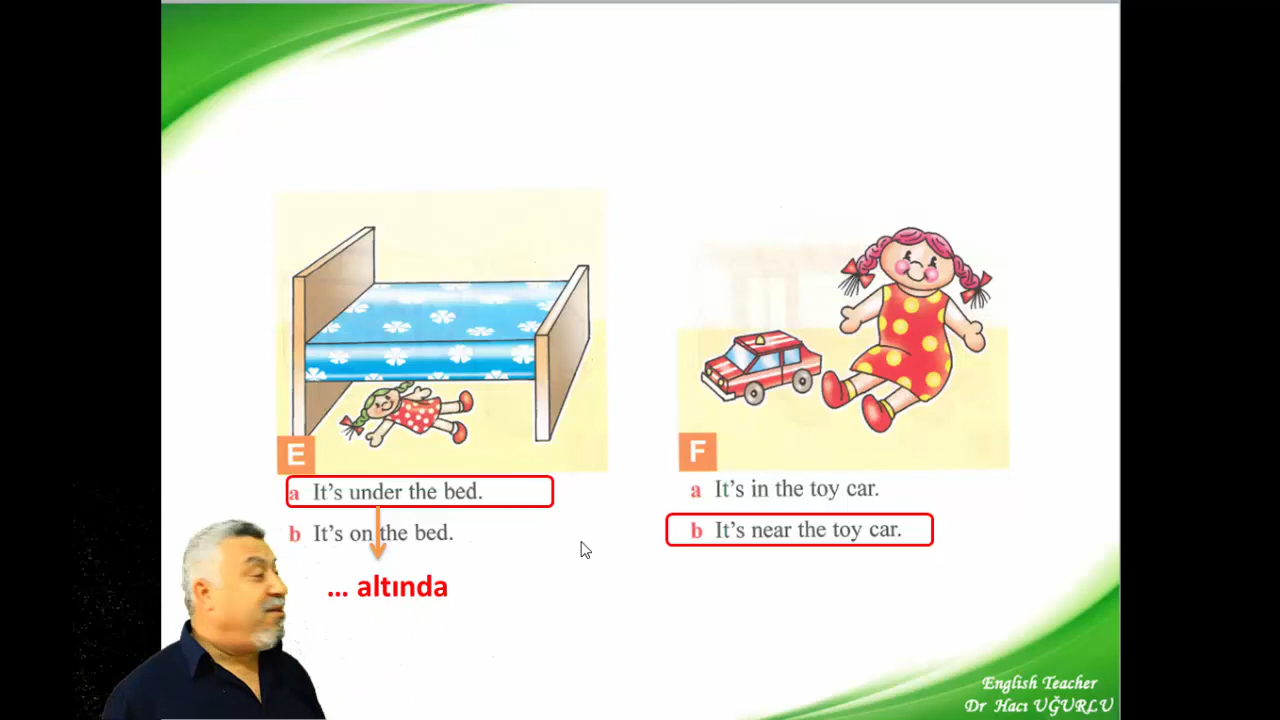 E
a It's under the bed.
b It's on the bed.
... altında
F
a It's in the toy car.
b It's near the toy car.
English Teacher
Dr Hacı UĞURLU